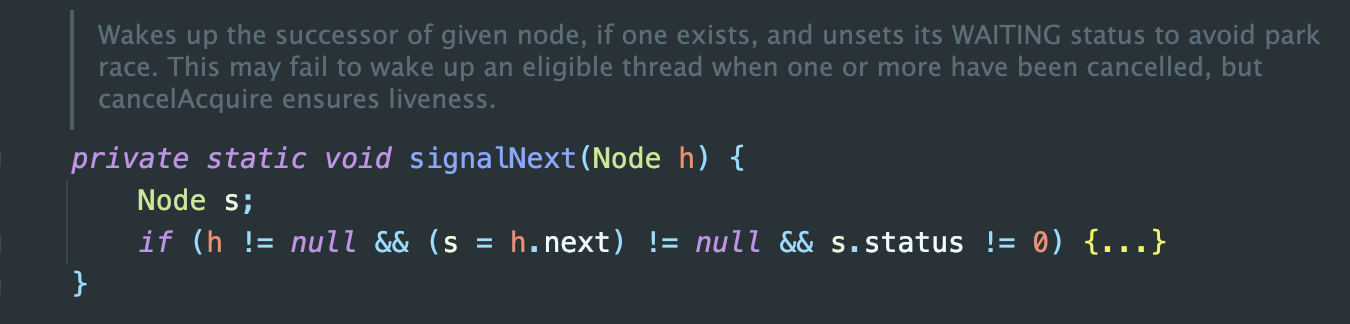 Wakes up the successor of given node, if one exists, and unsets its WAITING status to avoid park
race. This may fail to wake up an eligible thread when one or more have been cancelled, but
cancelAcquire ensures liveness.
private static void signalNext(Node h) {
    Node s;
    if (h != null && (s = h.next) != null && s.status != 0) {...}
}